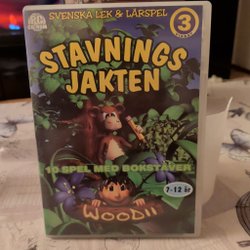 SVENSKA LEK & LÄRSPEL
3
STAVNINGS
JAKTEN
10 SPEL MED BOKSTÄVER
7-12 år
WOODII